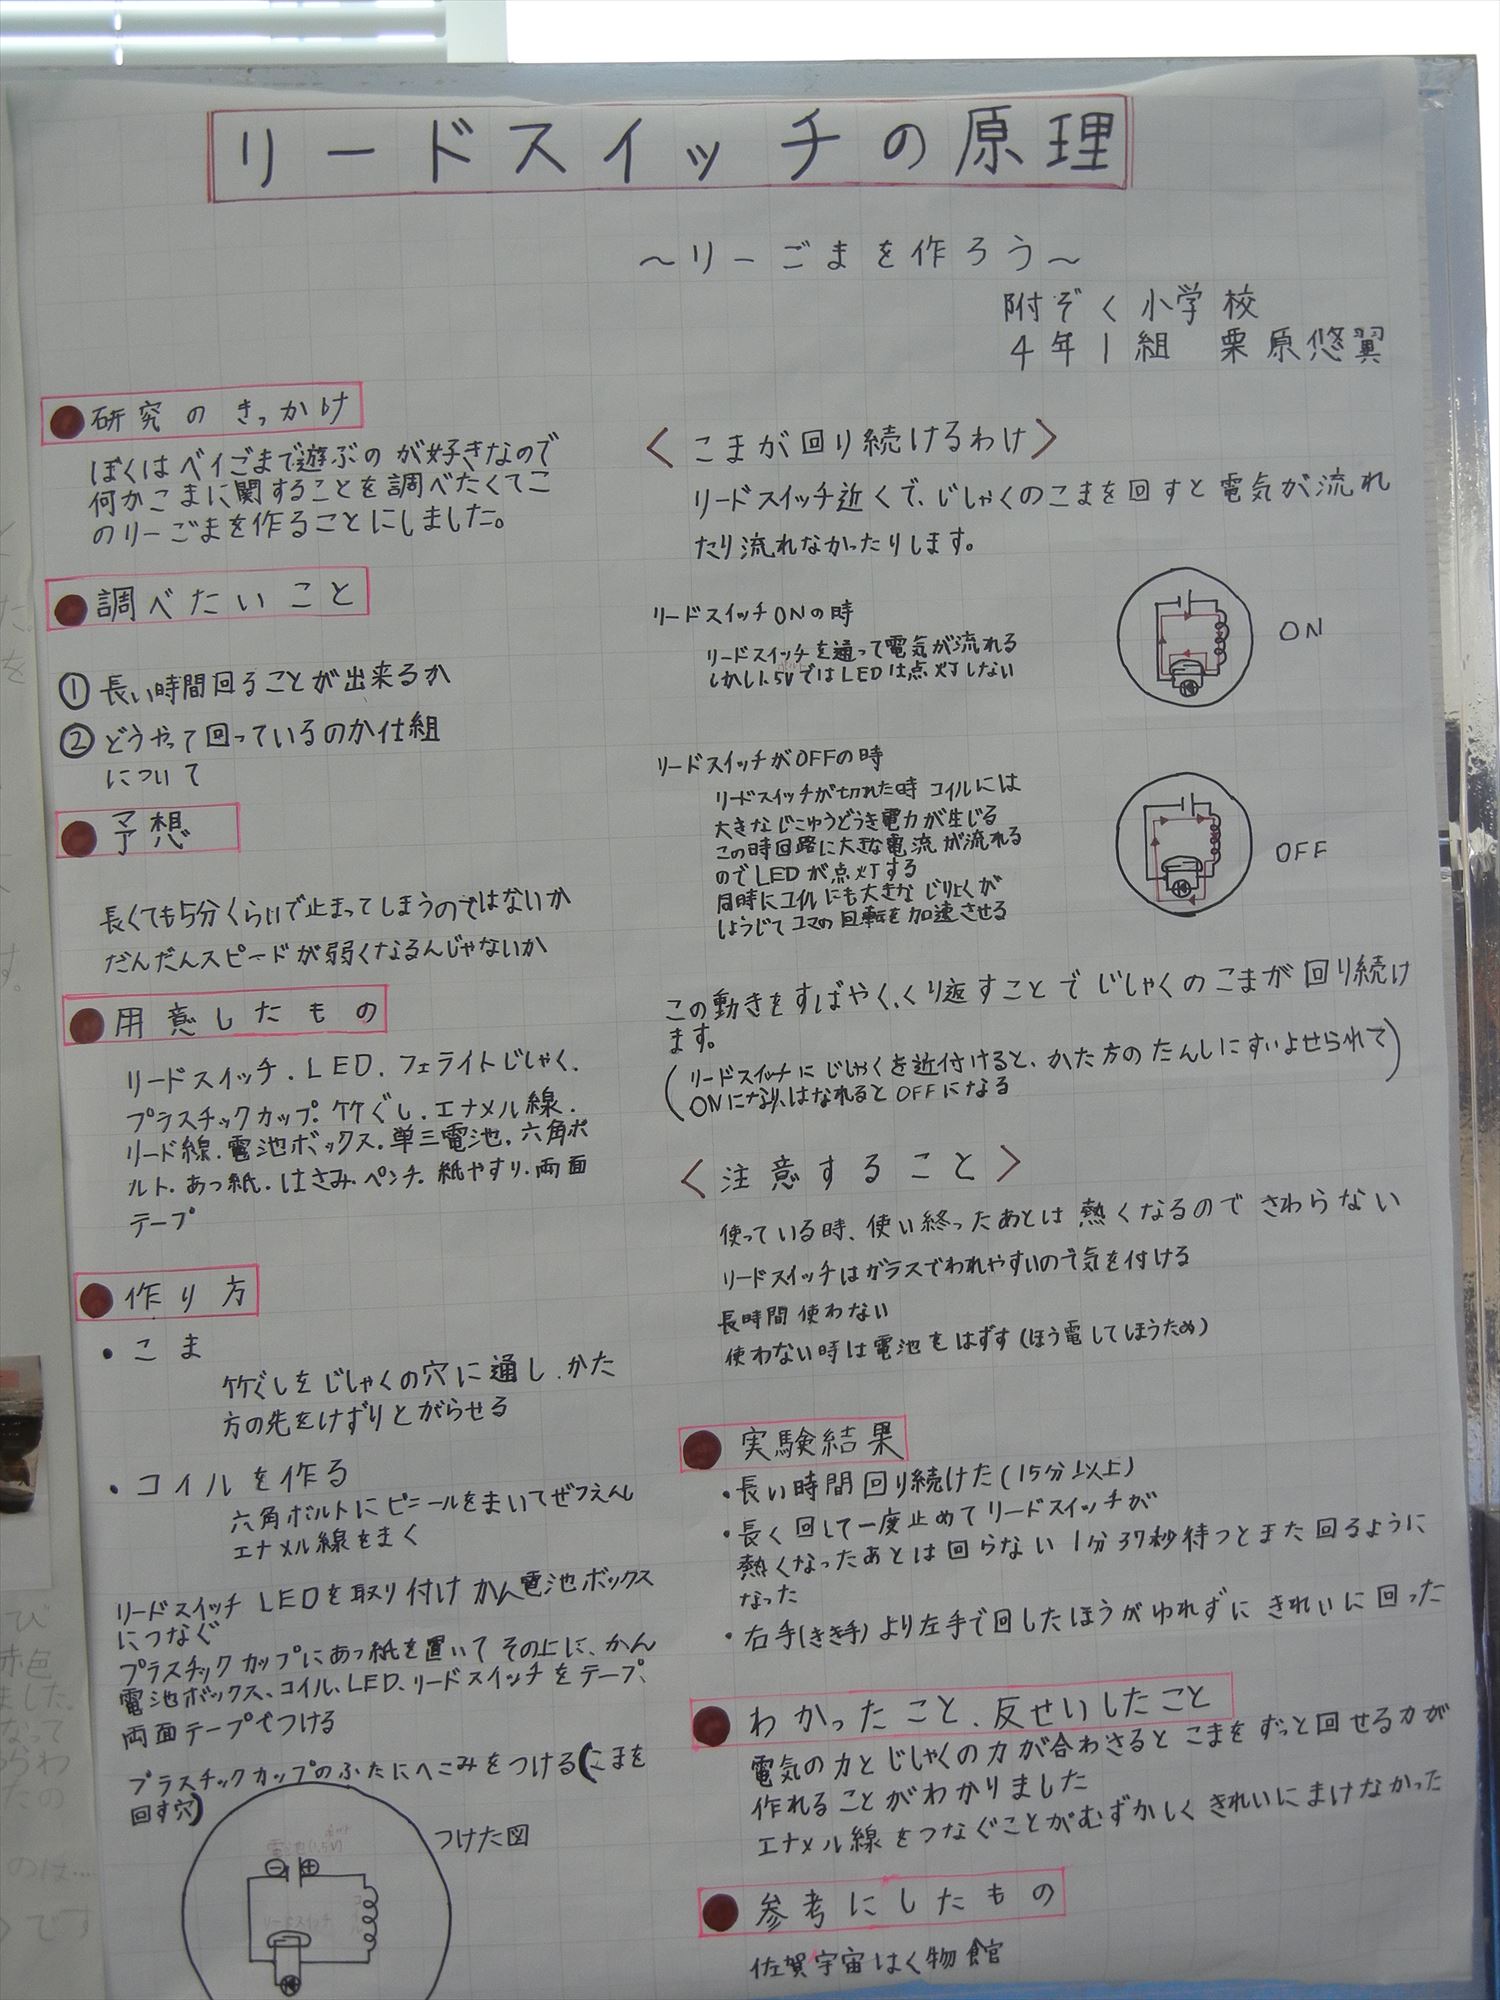 リードスイッチの原理
～リーごまを作ろう～
附ぞく小学校
4年1組 栗原悠翼
研究のきっかけ
ぼくはベイごまで遊ぶのが好きなので
何かこまに関することを調べたくてこ
のリーごまを作ることにしました。
調べたいこと
①長い時間回ることが出来るか
②どうやって回っているのか仕組
について
予想
長くても5分くらいで止まってしまうのではないか
だんだんスピードが弱くなるんじゃないか
用意したもの
リードスイッチ.LED.フェライトじしゃく.
プラスチックカップ.竹ぐし.エナメル線.
リード線.電池ボックス.単三電池.六角ボ
ルト.あつ紙.はさみ.ペンチ.紙やすり.両面
テープ
作り方
・こま
竹ぐしをじしゃくの穴に通し.かた
方の先をけずりとがらせる
・コイルを作る
六角ボルトにビニールをまいてぜつえんし
エナメル線をまく
リードスイッチ LEDを取り付けかん電池ボックス
につなぐ
プラスチックカップにあつ紙を置いてその上に、かん
電池ボックス、コイル、LED、リードスイッチをテープ、
両面テープでつける
プラスチックカップのふたにへこみをつける(こまを
回す穴)
つけた図
電池(1.5V)
⊖ ⊕
リードスイッチ
〈こまが回り続けるわけ〉
リードスイッチ近くで、じしゃくのこまを回すと電気が流れ
たり流れなかったりします。
リードスイッチONの時
リードスイッチを通って電気が流れる
しかし1.5VではLEDは点灯しない
ON
リードスイッチがOFFの時
リードスイッチが切れた時コイルには
大きなじこゆうどうき電力が生じる
この時回路に大きな電流が流れる
のでLEDが点灯する
同時にコイルにも大きなじりょくが
しょうじてコマの回転を加速させる
OFF
この動きをすばやく、くり返すことでじしゃくのこまが回り続け
ます。
(リードスイッチにじしゃくを近付けると、かた方のたんしにすいよせられて
ONになり、はなれるとOFFになる)
〈注意すること〉
使っている時、使い終ったあとは熱くなるのでさわらない
リードスイッチはガラスでわれやすいので気を付ける
長時間使わない
使わない時は電池をはずす(ほう電してしまうため)
実験結果
・長い時間回り続けた(15分以上)
・長く回して一度止めてリードスイッチが
熱くなったあとは回らない 1分37秒待つとまた回るように
なった
・右手(きき手)より左手で回したほうがゆれずにきれいに回った
わかったこと、反せいしたこと
電気の力とじしゃくの力が合わさるとこまをずっと回せる力が
作れることがわかりました
エナメル線をつなぐことがむずかしくきれいにまけなかった
参考にしたもの
佐賀宇宙はく物館